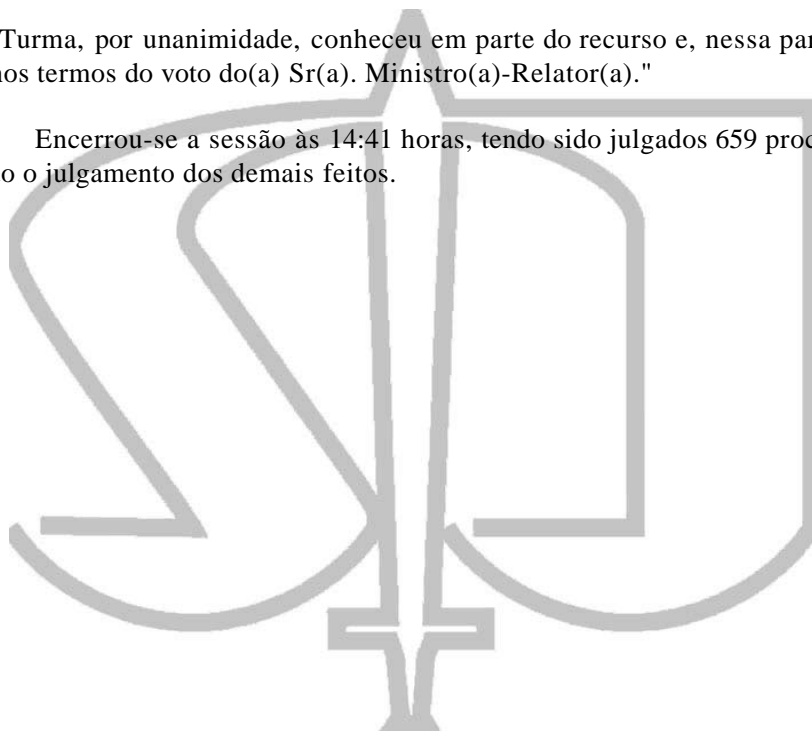 Turma, por unanimidade, conheceu em parte do recurso e, nessa par
nos termos do voto do(a) Sr(a). Ministro(a)-Relator(a)."
Encerrou-se a sessão às 14:41 horas, tendo sido julgados 659 proc
o o julgamento dos demais feitos.
STJ